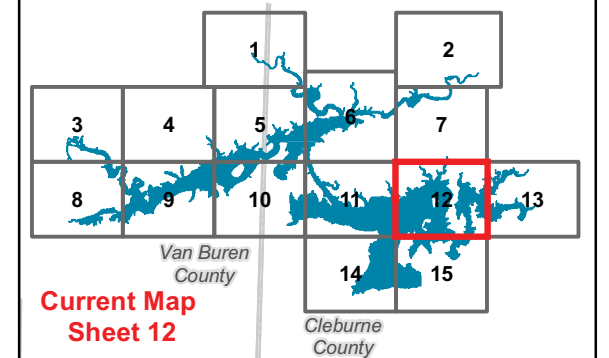 1
2
3 4 5 6 7
8 9 10 11 12 13
Van Buren
County
14 15
Current Map
Sheet 12
Cleburne
County